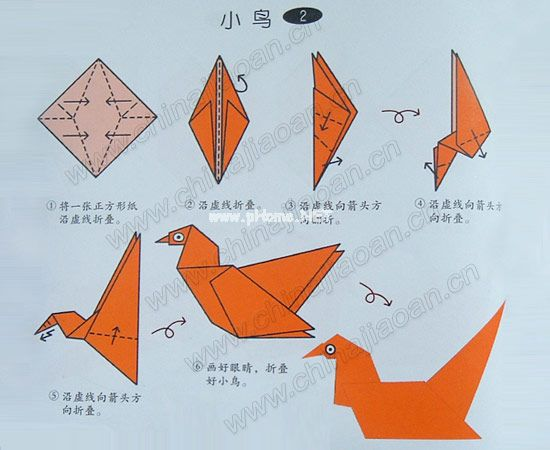 小鸟 2
www.chinajiaoan.cn
www.chinajiaoan.cn
① 将一张正方形纸
沿虚线折叠。
② 沿虚线折叠。
③ 沿虚线向箭头方
向折。
④ 沿虚线向箭头方
向折叠。
www.pHome.NET
⑤ 沿虚线向箭头方
向折叠。
⑥ 画好眼睛，折叠
好小鸟。
www.chinajiaoan.cn
www.chinajiaoan.cn